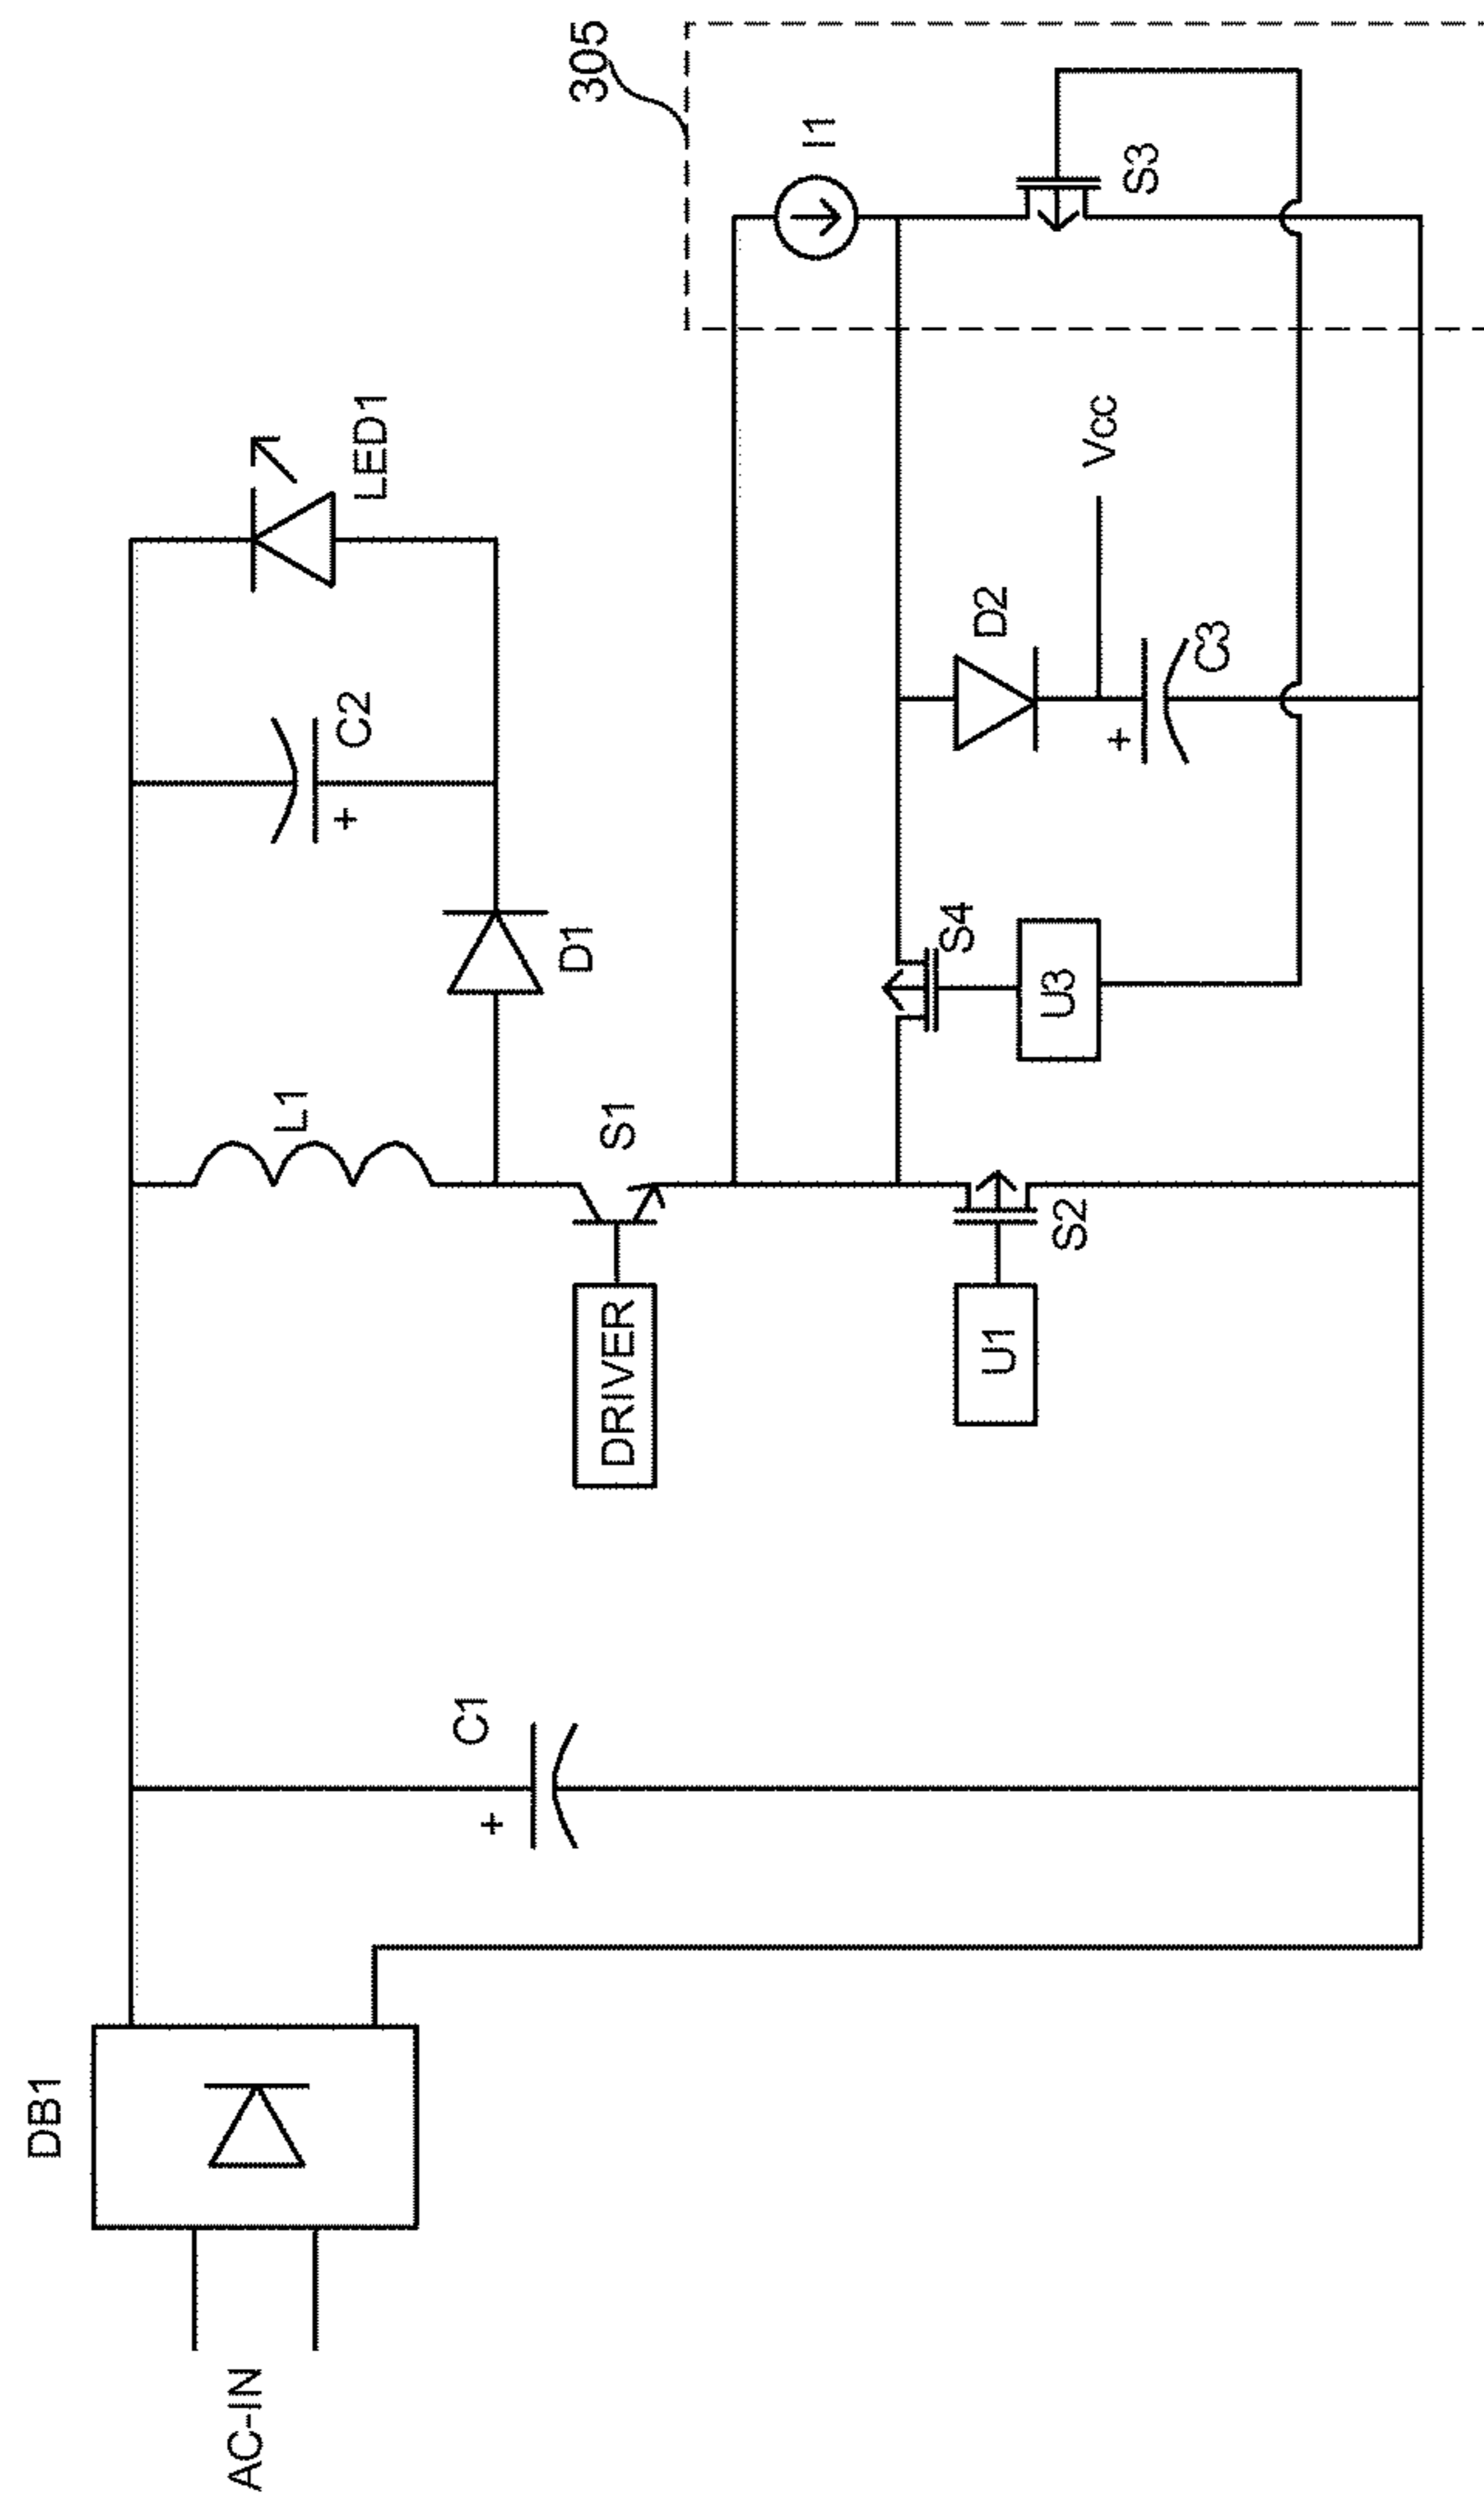 AC-IN
DB1
C1
+
L1
DRIVER
S1
D1
C2
+
LED1
U1
S2
S4
U3
D2
Vcc
+
C3
305
I1
S3